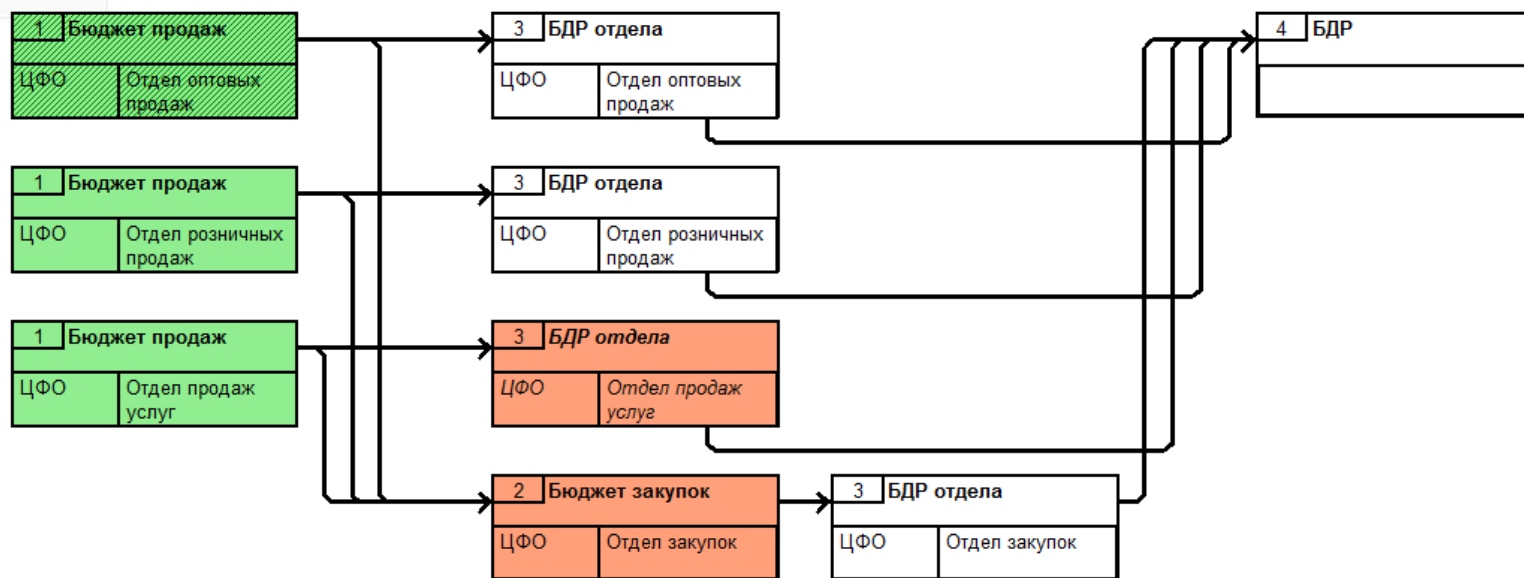 1 Бюджет продаж
ЦФО Отдел оптовых
продаж
3 БДР отдела
ЦФО Отдел оптовых
продаж
4 БДР
1 Бюджет продаж
ЦФО Отдел розничных
продаж
3 БДР отдела
ЦФО Отдел розничных
продаж
1 Бюджет продаж
ЦФО Отдел продаж
услуг
3 БДР отдела
ЦФО Отдел продаж
услуг
2 Бюджет закупок
ЦФО Отдел закупок
3 БДР отдела
ЦФО Отдел закупок